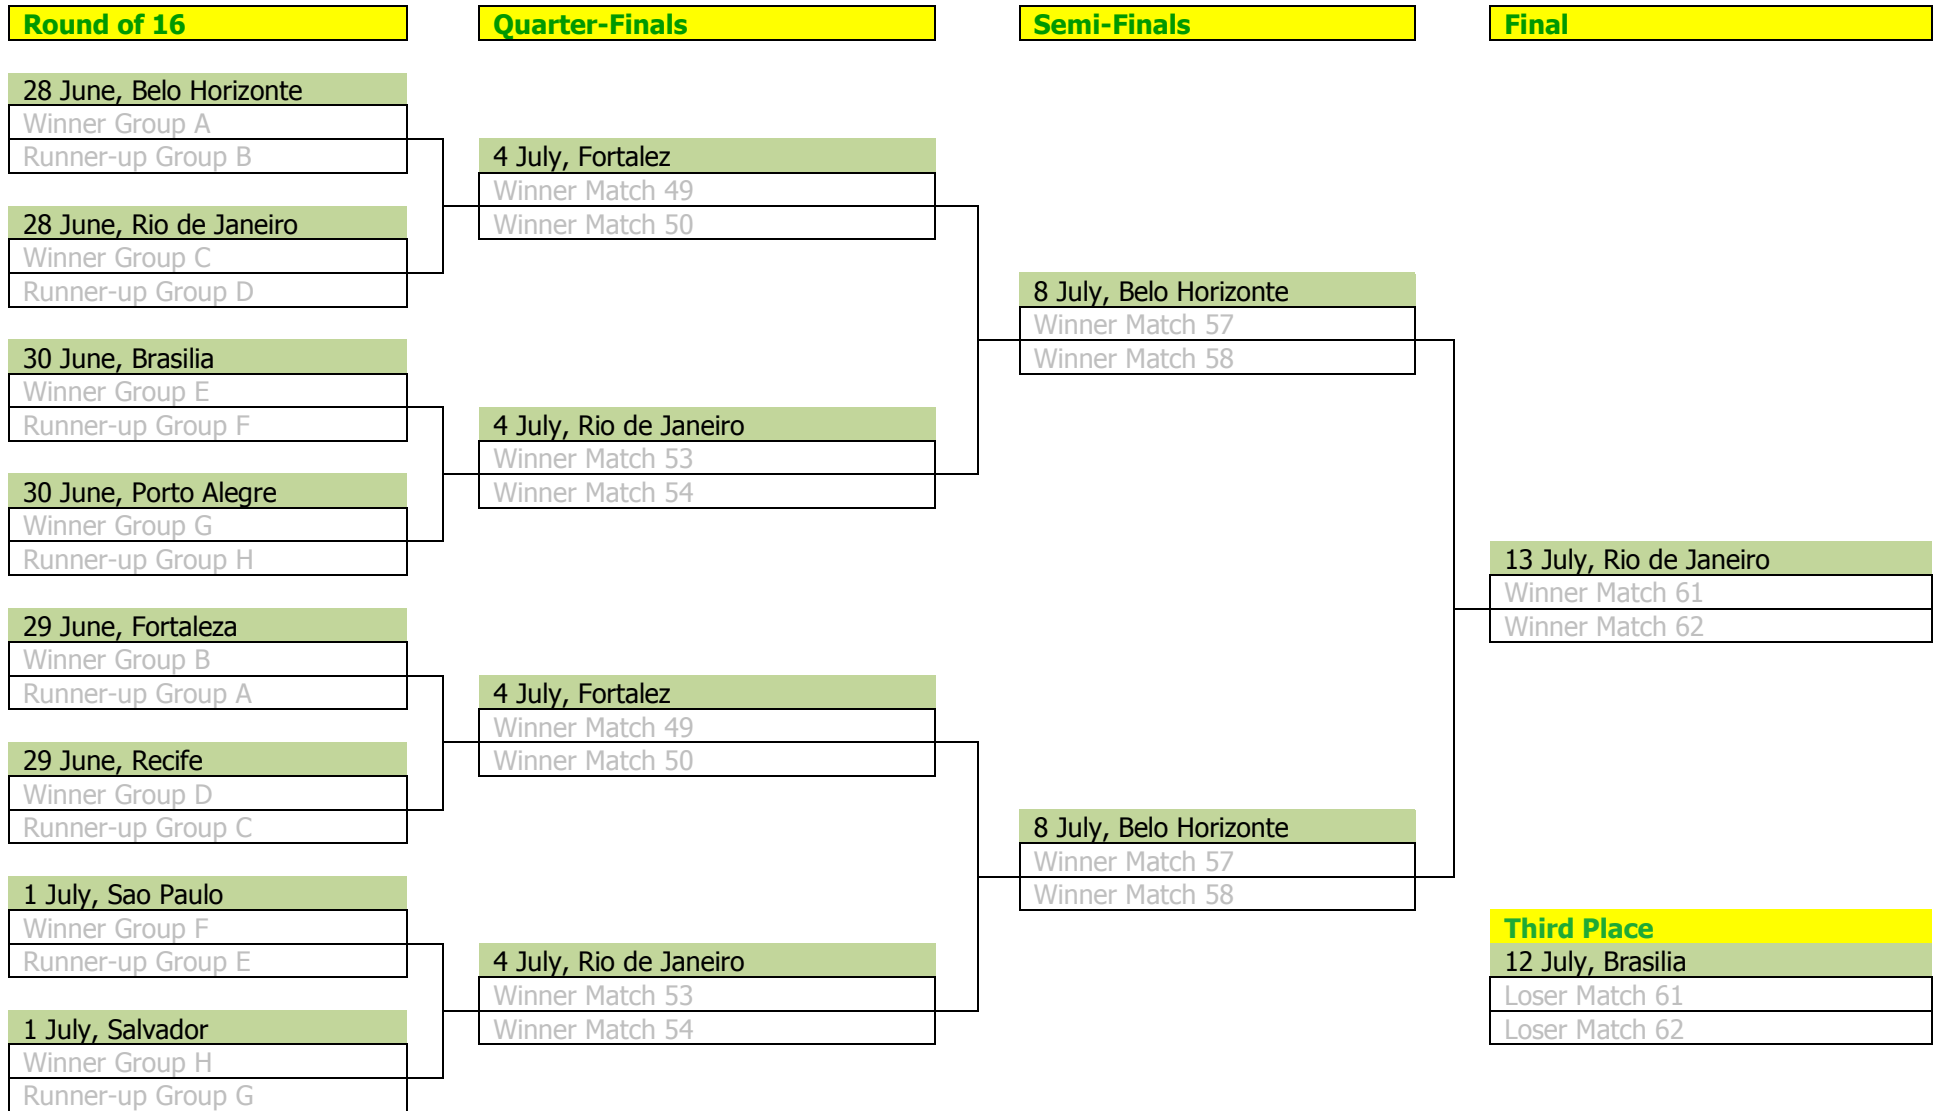 Round of 16
Quarter-Finals
Semi-Finals
Final
28 June, Belo Horizonte
Winner Group A
Runner-up Group B
28 June, Rio de Janeiro
Winner Group C
Runner-up Group D
30 June, Brasilia
Winner Group E
Runner-up Group F
30 June, Porto Alegre
Winner Group G
Runner-up Group H
29 June, Fortaleza
Winner Group B
Runner-up Group A
29 June, Recife
Winner Group D
Runner-up Group C
1 July, Sao Paulo
Winner Group F
Runner-up Group E
1 July, Salvador
Winner Group H
Runner-up Group G
4 July, Fortalez
Winner Match 49
Winner Match 50
4 July, Rio de Janeiro
Winner Match 53
Winner Match 54
4 July, Fortalez
Winner Match 49
Winner Match 50
4 July, Rio de Janeiro
Winner Match 53
Winner Match 54
8 July, Belo Horizonte
Winner Match 57
Winner Match 58
8 July, Belo Horizonte
Winner Match 57
Winner Match 58
13 July, Rio de Janeiro
Winner Match 61
Winner Match 62
Third Place
12 July, Brasilia
Loser Match 61
Loser Match 62